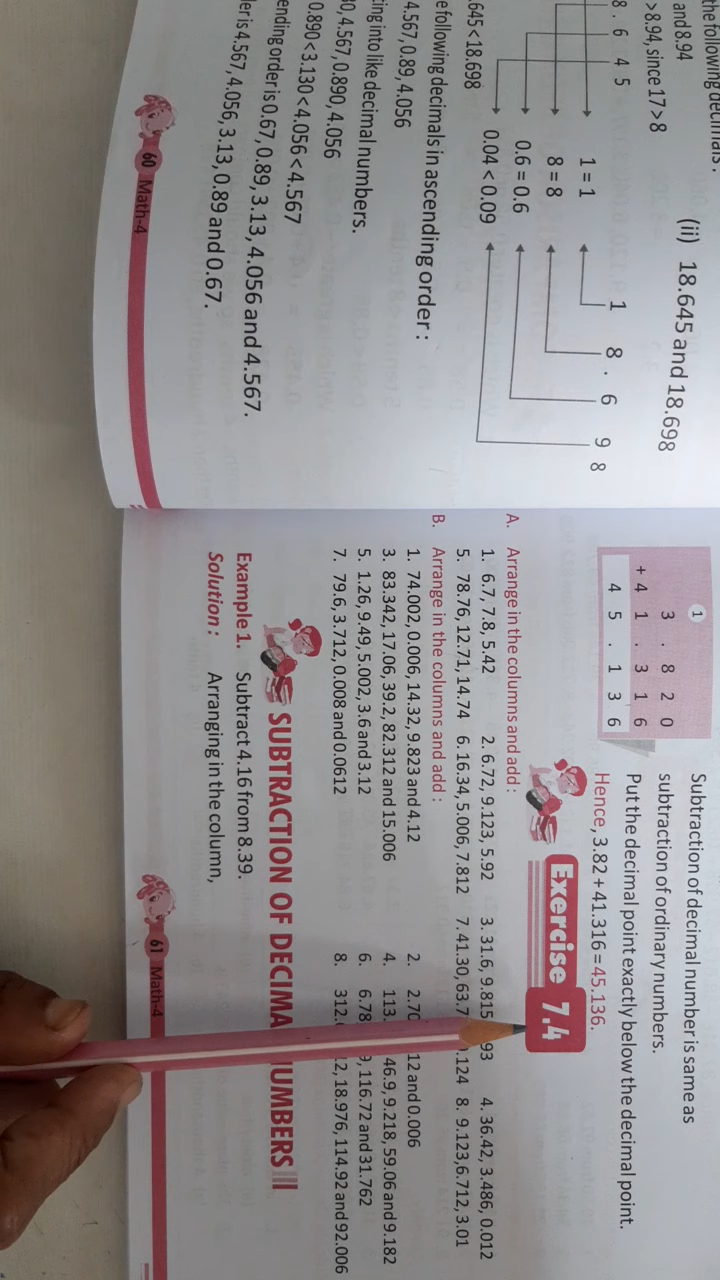 the following decimals.
and 8.94
(ii) 18.645 and 18.698
> 8.94, since 17 > 8
8 . 6 4 5
1 8 . 6 9 8
1 = 1
8 = 8
0.6 = 0.6
0.04 < 0.09
.645 < 18.698
e following decimals in ascending order :
4.567, 0.89, 4.056
ing into like decimal numbers.
0, 4.567, 0.890, 4.056
0.890 < 3.130 < 4.056 < 4.567
ending order is 0.67, 0.89, 3.13, 4.056 and 4.567.
ler is 4.567, 4.056, 3.13, 0.89 and 0.67.
60 Math-4
1
3 . 8 2 0
+ 4 1 . 3 1 6
4 5 . 1 3 6
Subtraction of decimal number is same as
subtraction of ordinary numbers.
Put the decimal point exactly below the decimal point.
Hence, 3.82 + 41.316 = 45.136.
Exercise 7.4
A. Arrange in the columns and add :
1. 6.7, 7.8, 5.42 2. 6.72, 9.123, 5.92 3. 31.6, 9.815 93 4. 36.42, 3.486, 0.012
5. 78.76, 12.71, 14.74 6. 16.34, 5.006, 7.812 7. 41.30, 63.7 .124 8. 9.123, 6.712, 3.01
B. Arrange in the columns and add :
1. 74.002, 0.006, 14.32, 9.823 and 4.12 2. 2.70 12 and 0.006
3. 83.342, 17.06, 39.2, 82.312 and 15.006 4. 113. 46.9, 9.218, 59.06 and 9.182
5. 1.26, 9.49, 5.002, 3.6 and 3.12 6. 6.78 9, 116.72 and 31.762
7. 79.6, 3.712, 0.008 and 0.0612 8. 312. 2, 18.976, 114.92 and 92.006
SUBTRACTION OF DECIMA UMBERS
Example 1. Subtract 4.16 from 8.39.
Solution : Arranging in the column,
61 Math-4